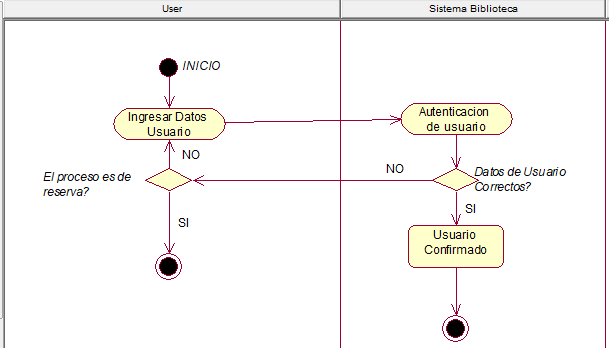 User
Sistema Biblioteca
INICIO
Ingresar Datos
Usuario
Autenticacion
de usuario
NO
El proceso es de
reserva?
NO
Datos de Usuario
Correctos?
SI
SI
Usuario
Confirmado